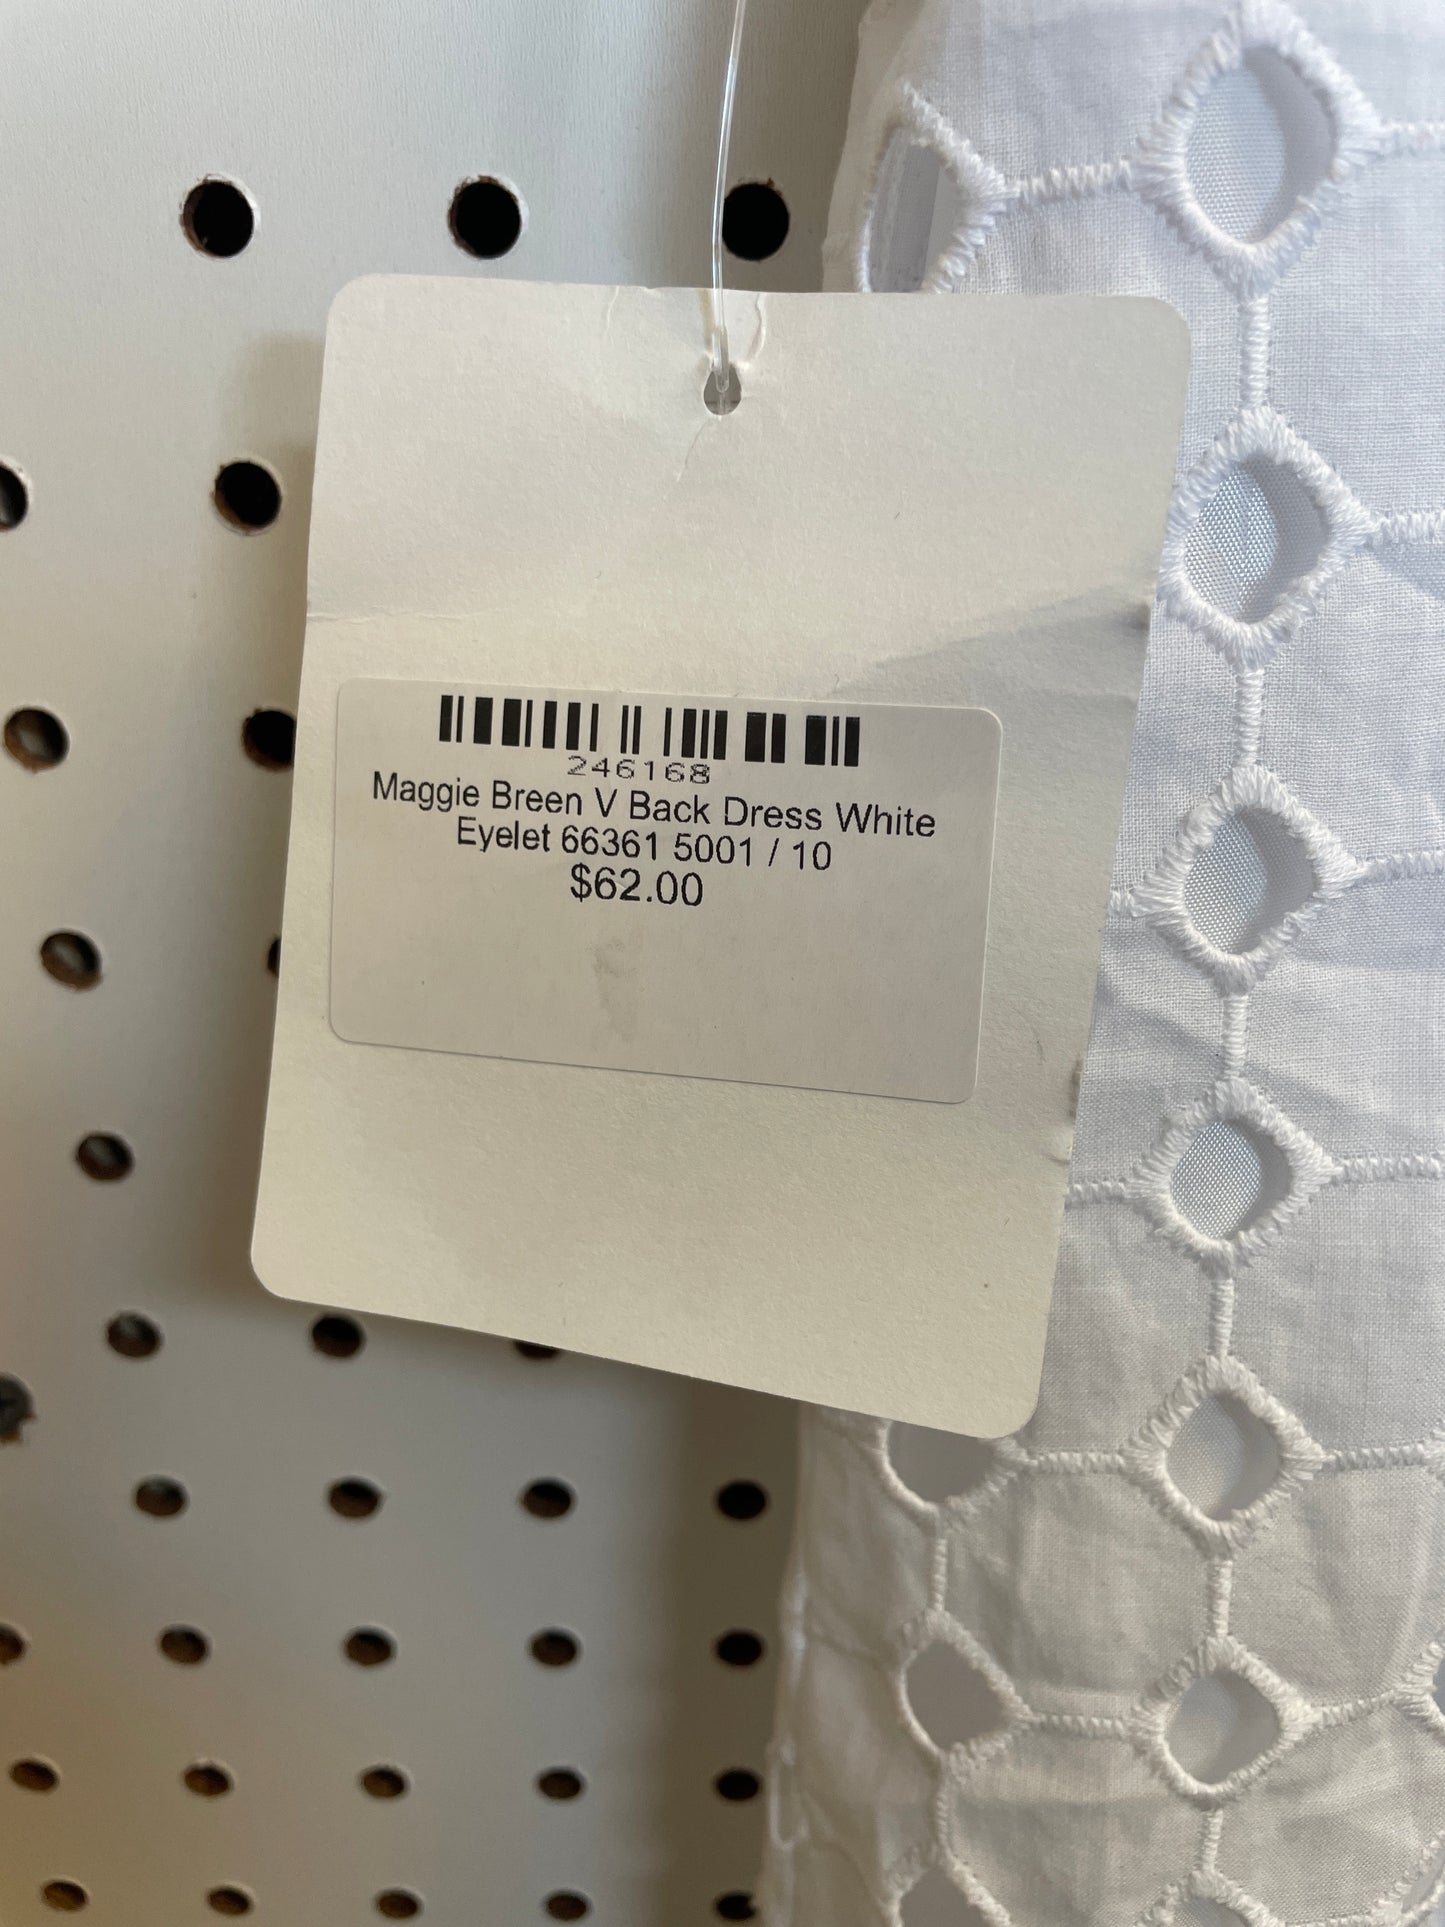 246168
Maggie Breen V Back Dress White
Eyelet 66361 5001 / 10
$62.00